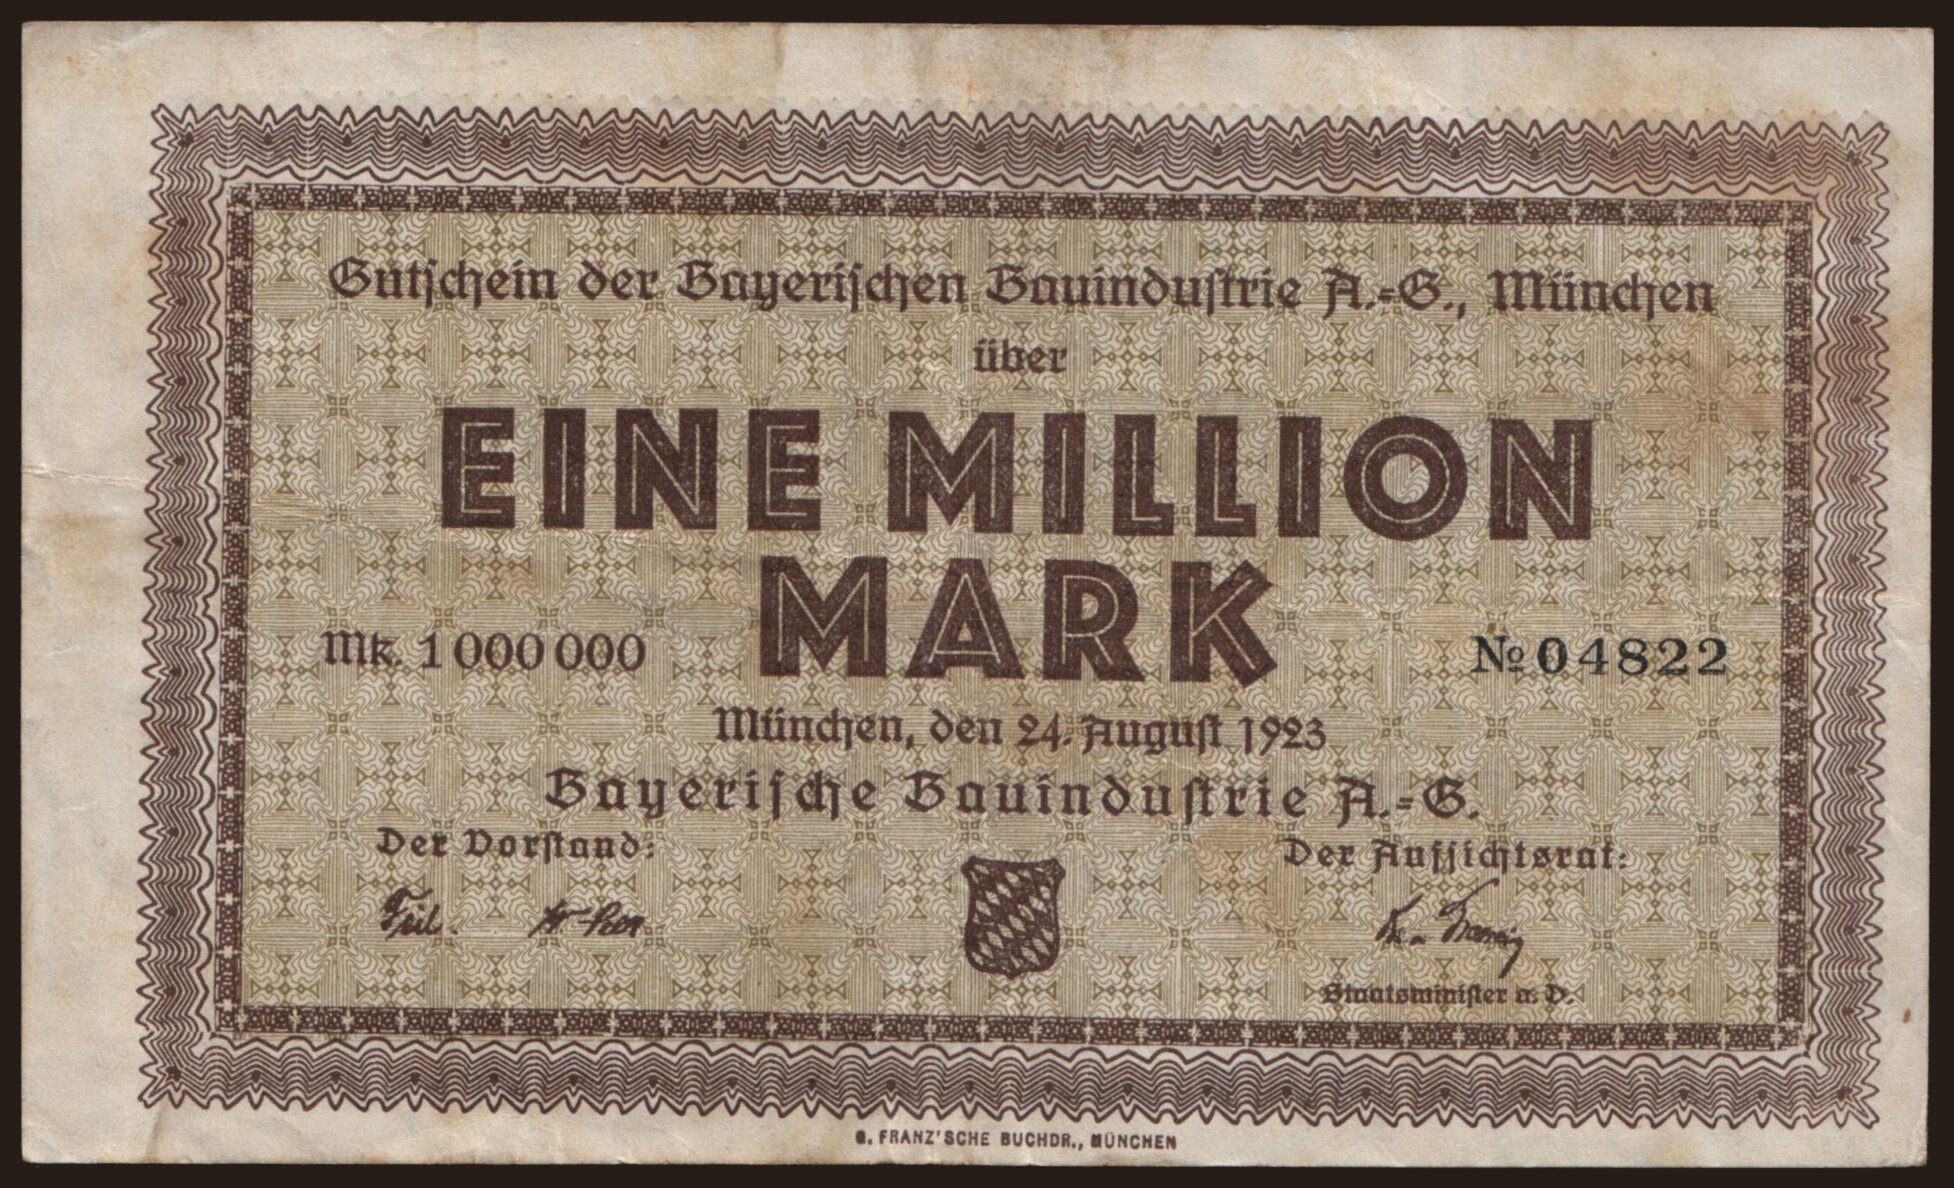 Gutschein der Bayerischen Bauindustrie A.=G., München
über
EINE MILLION
MARK
Mk. 1 000 000
№ 04822
München, den 24. August 1923
Bayerische Bauindustrie A.=G.
Der Vorstand:
Der Aufsichtsrat:
Staatsminister a. D.
G. FRANZ'SCHE BUCHDR., MÜNCHEN